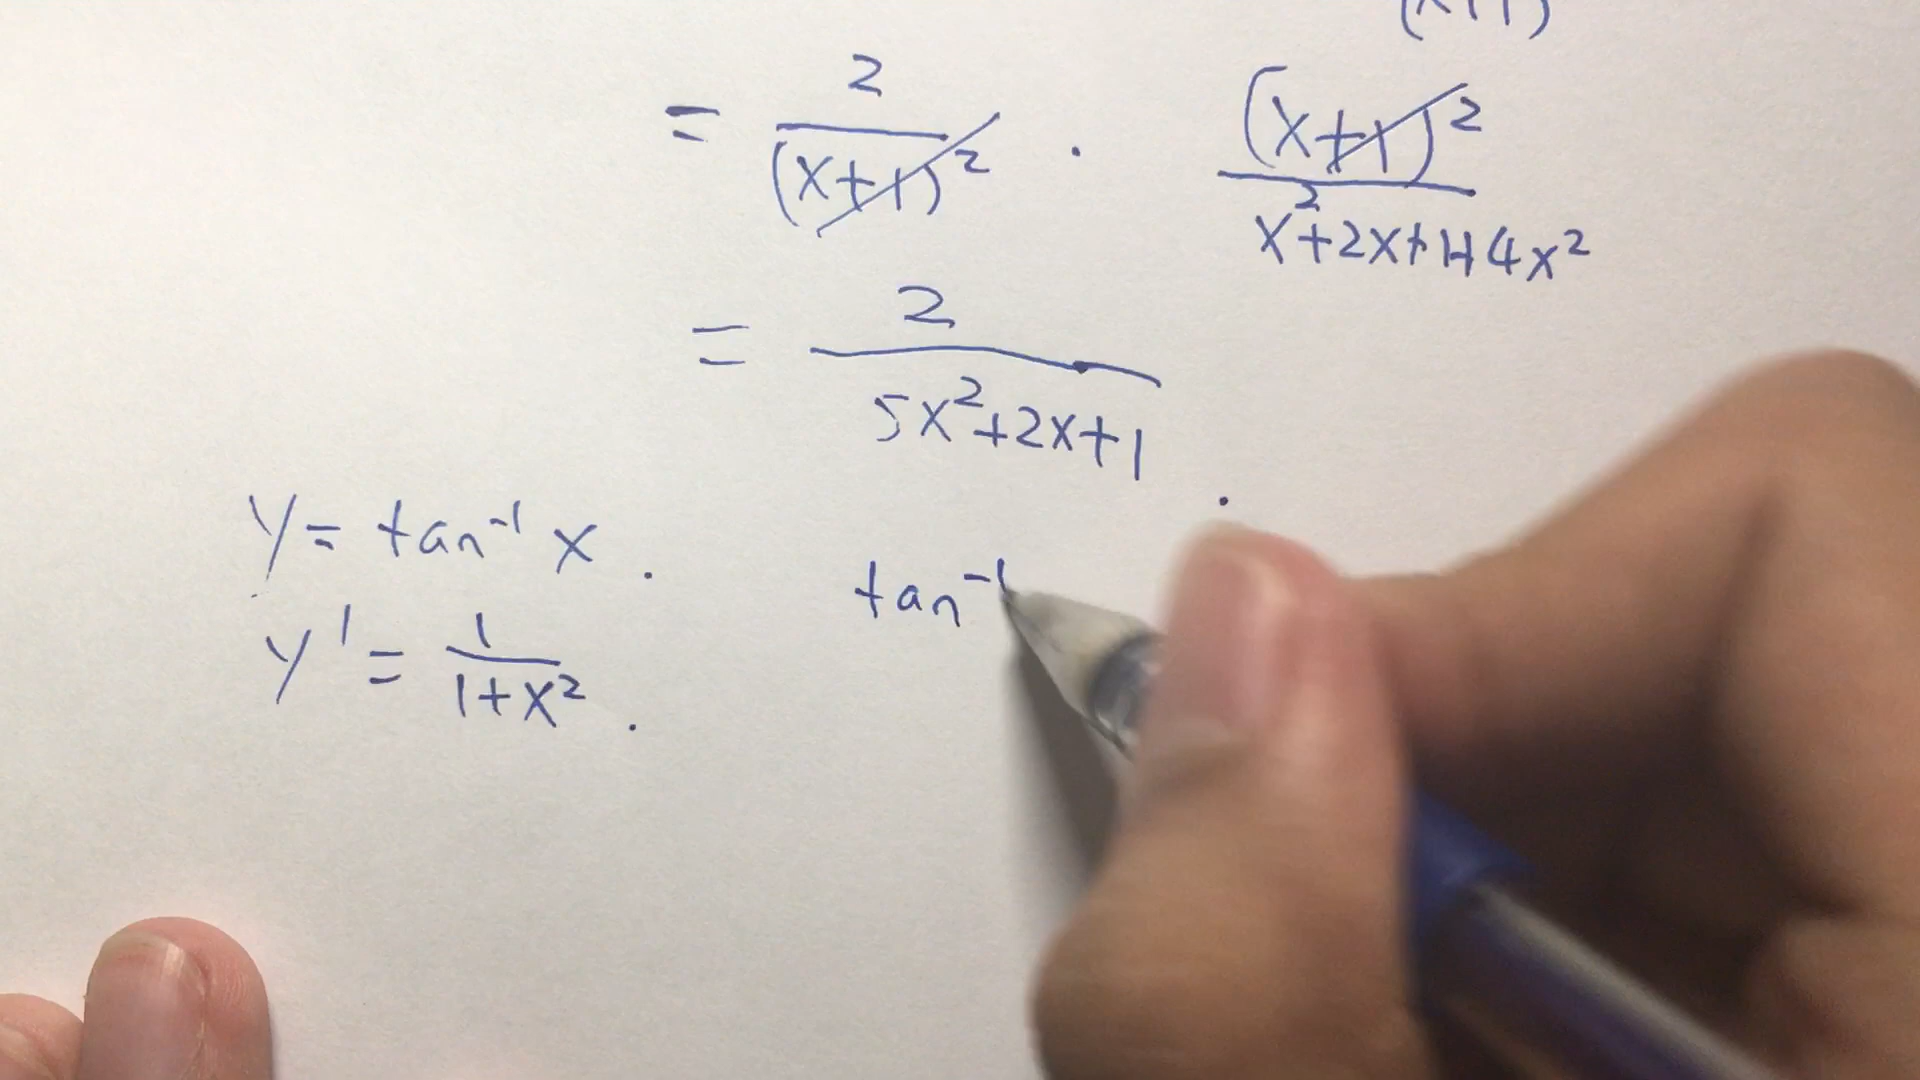 (x+1)
= 2/(x+1)² · (x+1)²/x²+2x+1+4x²
= 2/5x²+2x+1 .
y = tan⁻¹ x .
tan⁻¹
y' = 1/1+x² .